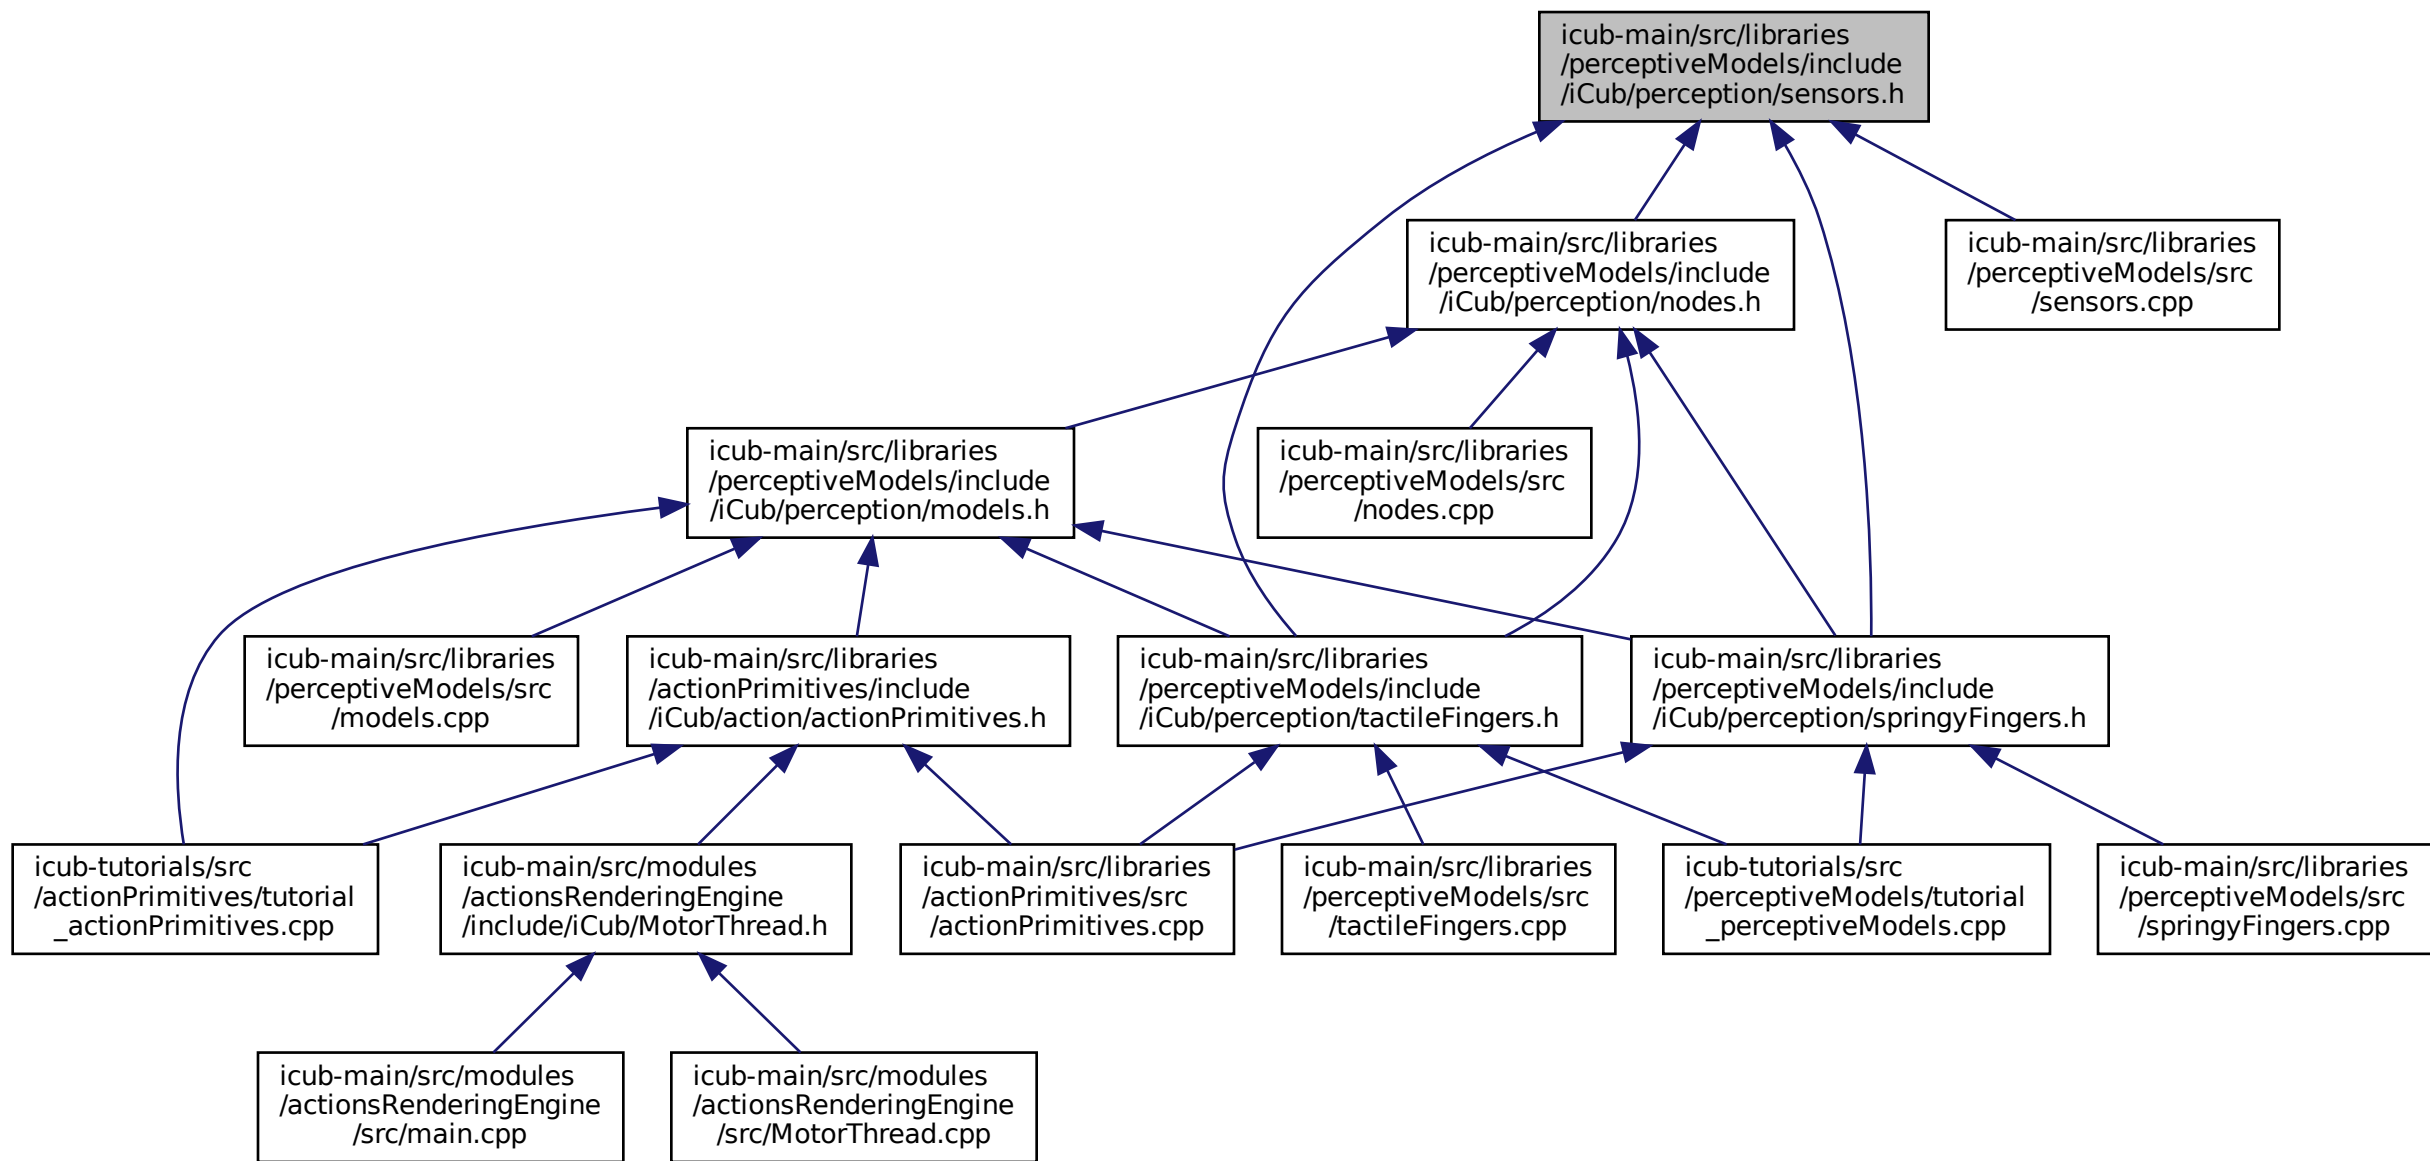 icub-main/src/libraries
/perceptiveModels/include
/iCub/perception/sensors.h
icub-main/src/libraries
/perceptiveModels/include
/iCub/perception/nodes.h
icub-main/src/libraries
/perceptiveModels/src
/sensors.cpp
icub-main/src/libraries
/perceptiveModels/include
/iCub/perception/models.h
icub-main/src/libraries
/perceptiveModels/src
/nodes.cpp
icub-main/src/libraries
/perceptiveModels/src
/models.cpp
icub-main/src/libraries
/actionPrimitives/include
/iCub/action/actionPrimitives.h
icub-main/src/libraries
/perceptiveModels/include
/iCub/perception/tactileFingers.h
icub-main/src/libraries
/perceptiveModels/include
/iCub/perception/springyFingers.h
icub-tutorials/src
/actionPrimitives/tutorial
_actionPrimitives.cpp
icub-main/src/modules
/actionsRenderingEngine
/include/iCub/MotorThread.h
icub-main/src/libraries
/actionPrimitives/src
/actionPrimitives.cpp
icub-main/src/libraries
/perceptiveModels/src
/tactileFingers.cpp
icub-tutorials/src
/perceptiveModels/tutorial
_perceptiveModels.cpp
icub-main/src/libraries
/perceptiveModels/src
/springyFingers.cpp
icub-main/src/modules
/actionsRenderingEngine
/src/main.cpp
icub-main/src/modules
/actionsRenderingEngine
/src/MotorThread.cpp